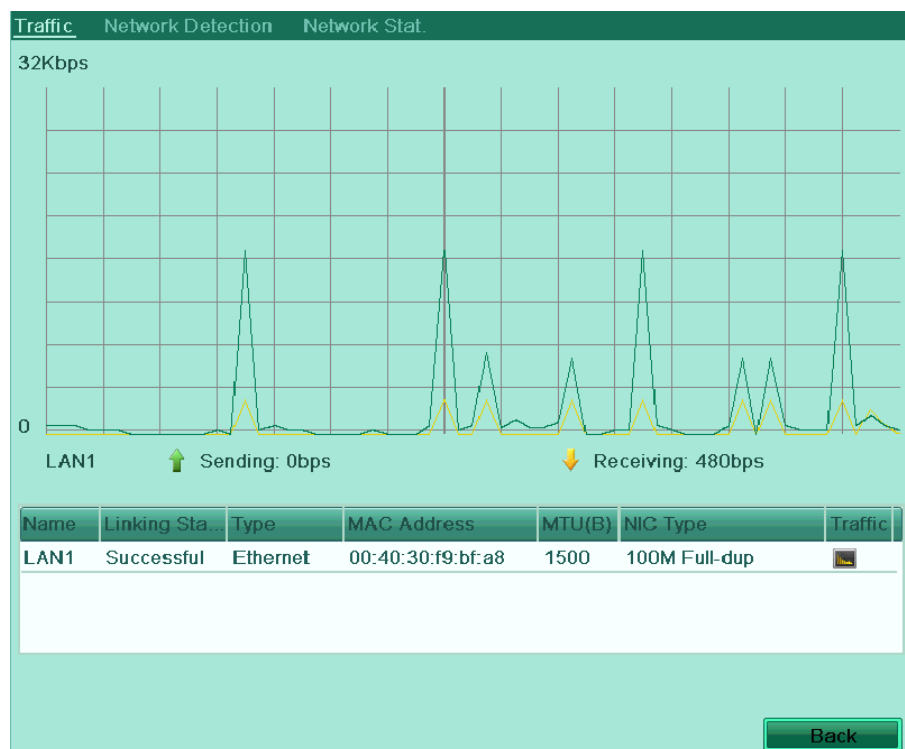 Traffic Network Detection Network Stat.
32Kbps
0
LAN1 Sending: 0bps Receiving: 480bps
Name Linking Sta... Type MAC Address MTU(B) NIC Type Traffic
LAN1 Successful Ethernet 00:40:30:f9:bf:a8 1500 100M Full-dup
Back